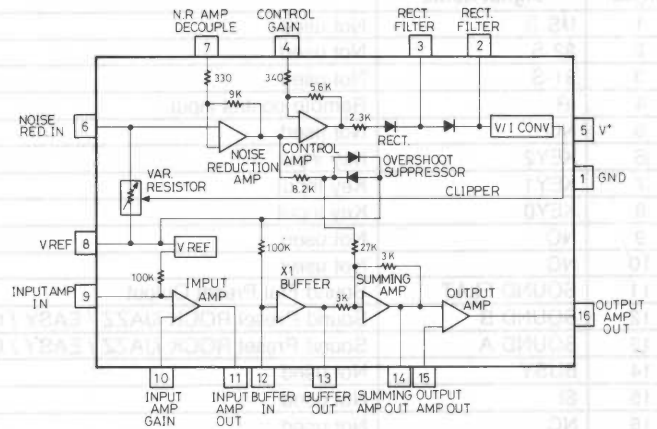 N.R AMP
DECOUPLE
CONTROL
GAIN
RECT.
FILTER
RECT.
FILTER
7
4
3
2
330
340
5.6K
9K
2.3K
NOISE
RED. IN
6
V/I CONV
5
V+
NOISE
REDUCTION
AMP
CONTROL
AMP
RECT.
OVERSHOOT
SUPPRESSOR
8.2K
1
GND
VAR.
RESISTOR
CLIPPER
V REF
8
V REF
100K
27K
3K
100K
INPUT AMP
IN
9
IMPUT
AMP
X1
BUFFER
3K
SUMMING
AMP
OUTPUT
AMP
16
OUTPUT
AMP
OUT
10
11
12
13
14
15
INPUT
AMP
GAIN
INPUT
AMP
OUT
BUFFER
IN
BUFFER
OUT
SUMMING
AMP OUT
OUTPUT
AMP OUT